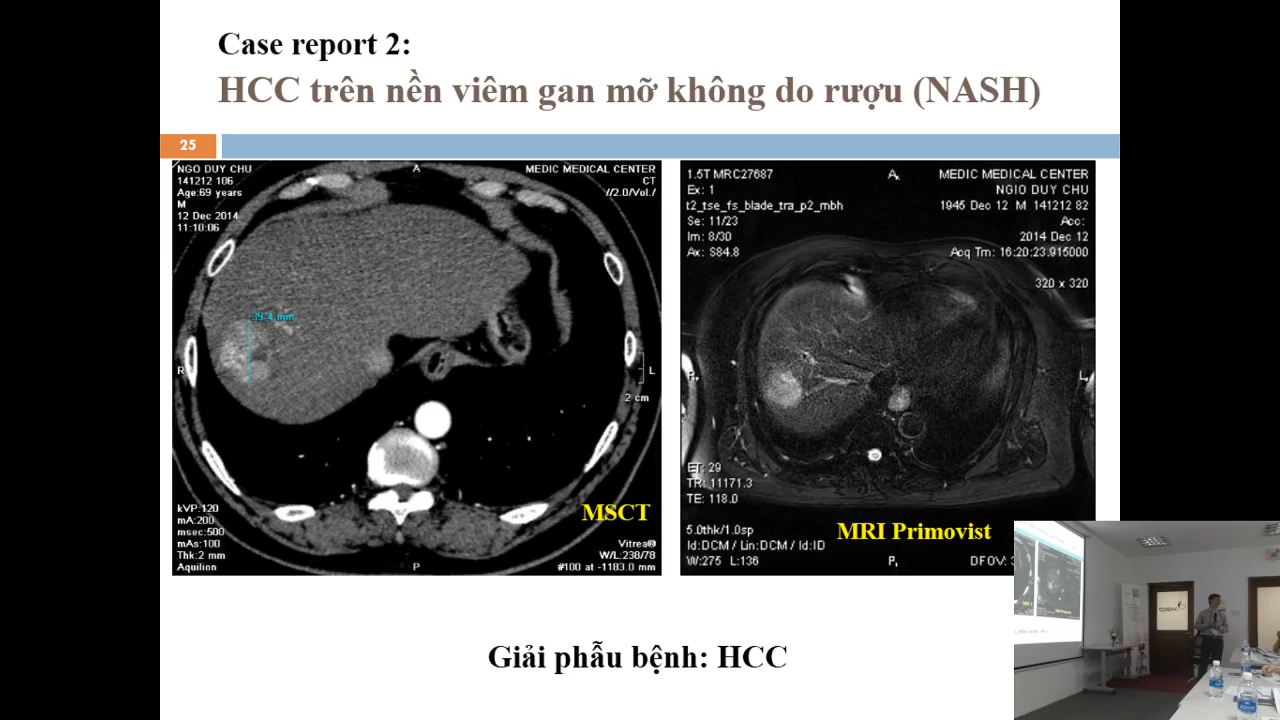 Case report 2:
HCC trên nền viêm gan mỡ không do rượu (NASH)
25
NGO DUY CHU
141212 106
Age:69 years
M
12 Dec 2014
11:10:06
A
MEDIC MEDICAL CENTER
CT
//2.0/Vol./
39.4 mm
R
L
2 cm
kVP:120
mA:200
msec:500
mAs:100
Thk:2 mm
Aquilion
P
MSCT
Vitrea®
W/L:238/78
#100 at -1183.0 mm
1.5T MRC27687
Ex: 1
t2_tse_fs_blade_tra_p2_mbh
Se: 11/23
Im: 8/30
Ax: S84.8
A
MEDIC MEDICAL CENTER
NGIO DUY CHU
1945 Dec 12 M 141212 82
Acc:
2014 Dec 12
Acq Tm: 16:20:23.915000
320 x 320
R
L
ET: 29
TR: 11171.3
TE: 118.0
5.0thk/1.0sp
Id:DCM / Lin:DCM / Id:ID
W:275 L:136
MRI Primovist
P
DFOV:
Giải phẫu bệnh: HCC